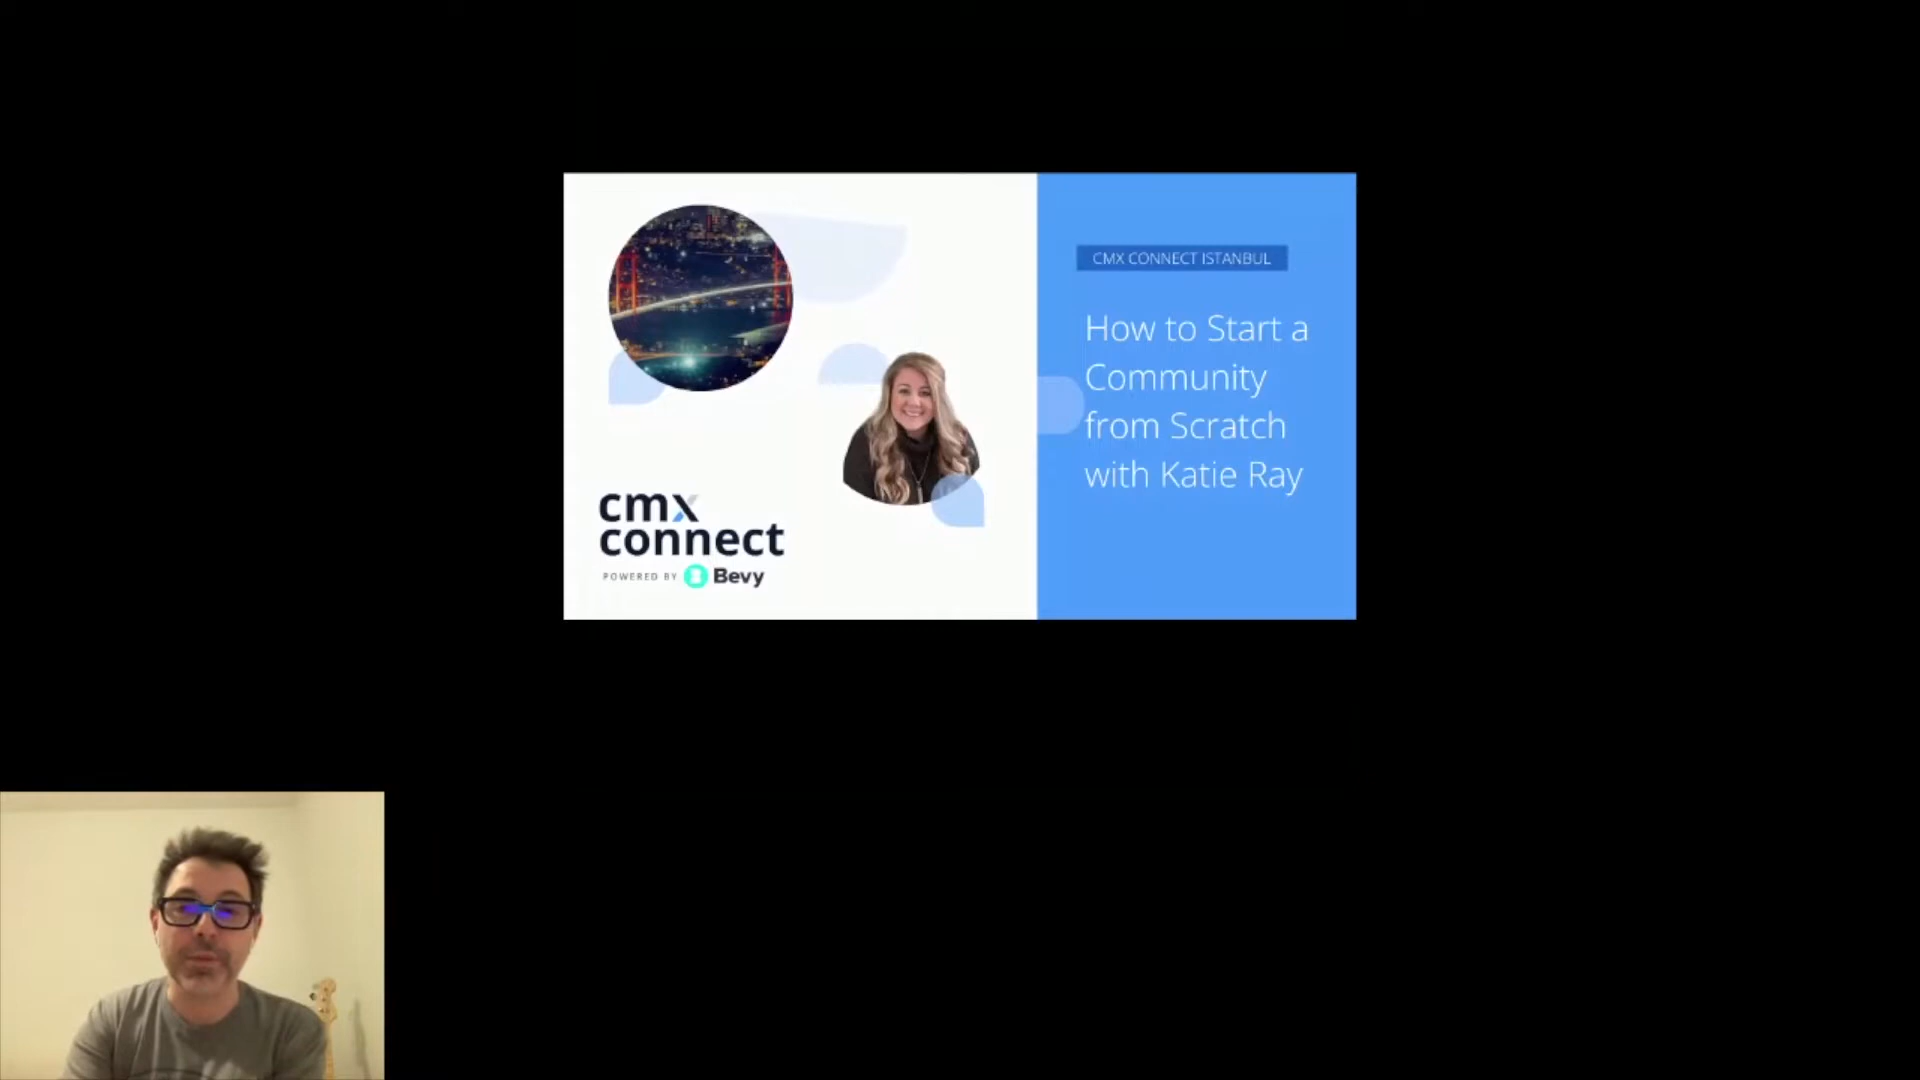 CMX CONNECT ISTANBUL
How to Start a
Community
from Scratch
with Katie Ray
cmx
connect
POWERED BY Bevy